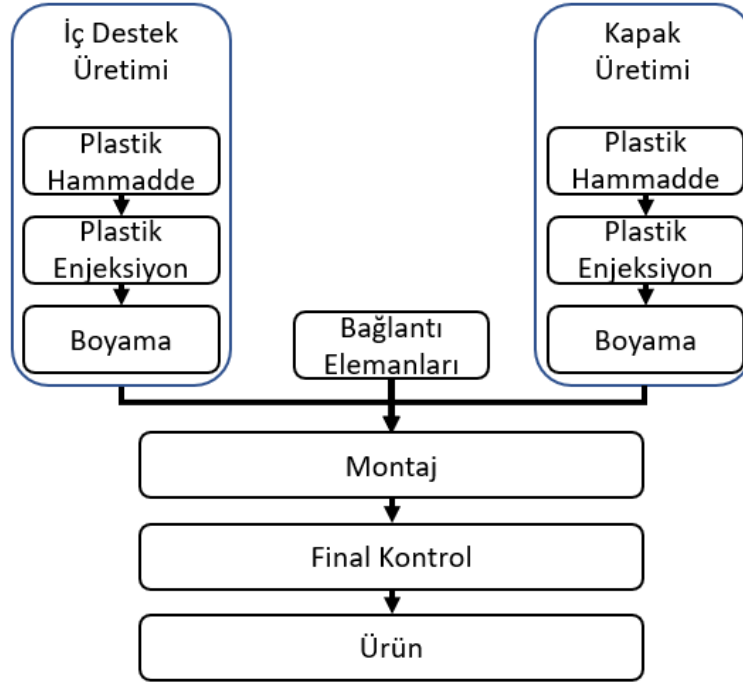 İç Destek
Üretimi
Plastik
Hammadde
Plastik
Enjeksiyon
Boyama
Kapak
Üretimi
Plastik
Hammadde
Plastik
Enjeksiyon
Boyama
Bağlantı
Elemanları
Montaj
Final Kontrol
Ürün